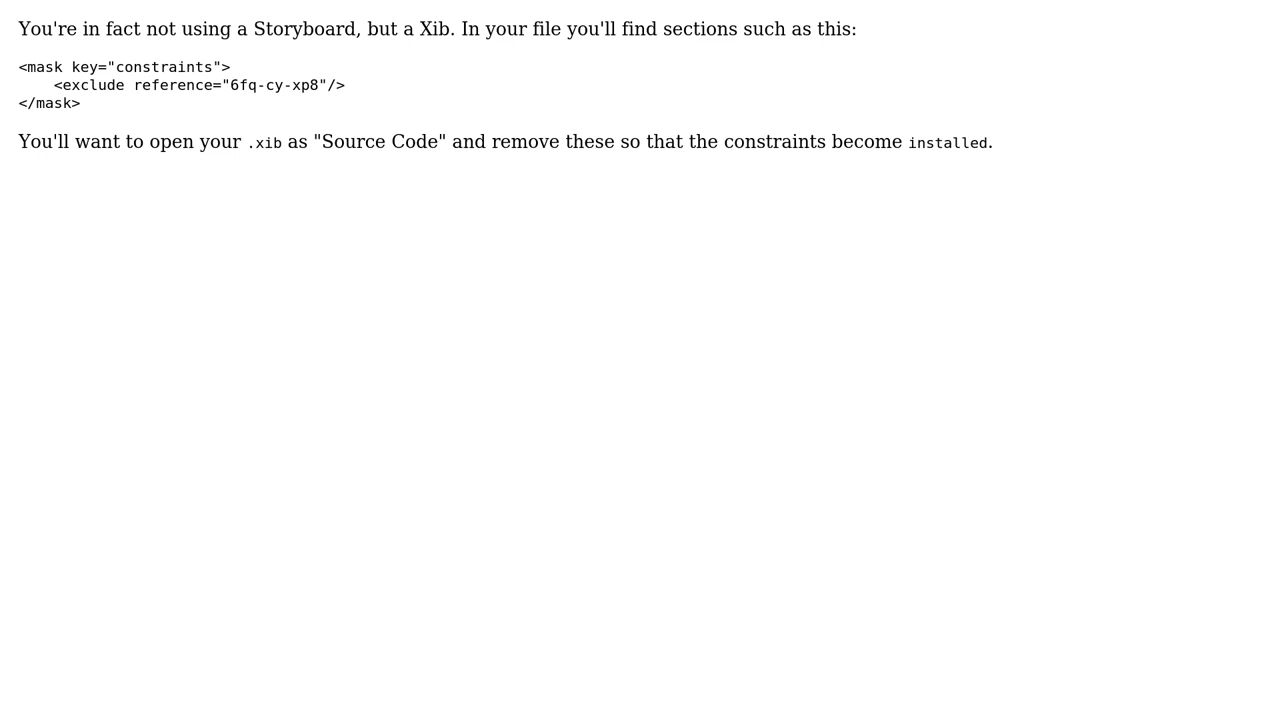 You're in fact not using a Storyboard, but a Xib. In your file you'll find sections such as this:
<mask key="constraints">
    <exclude reference="6fq-cy-xp8"/>
</mask>
You'll want to open your .xib as "Source Code" and remove these so that the constraints become installed.